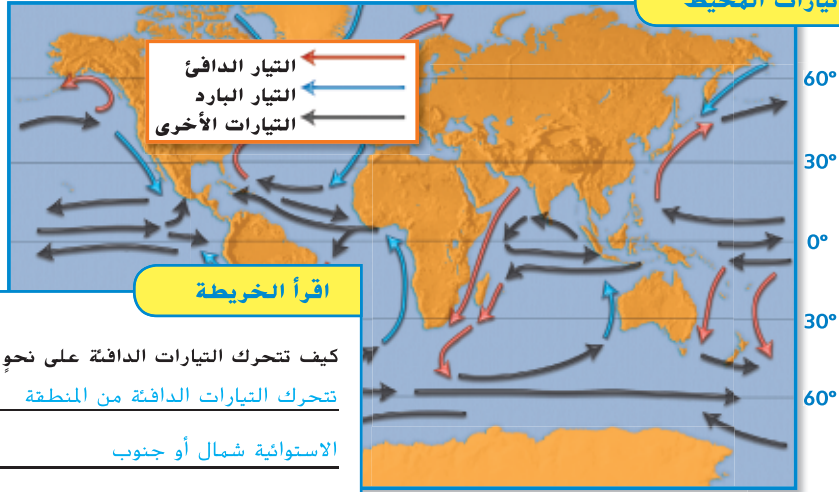 تيارات المحيط
التيار الدافئ
التيار البارد
التيارات الأخرى
60°
30°
0°
30°
60°
اقرأ الخريطة
كيف تتحرك التيارات الدافئة على نحوٍ
تتحرك التيارات الدافئة من المنطقة
الاستوائية شمال أو جنوب